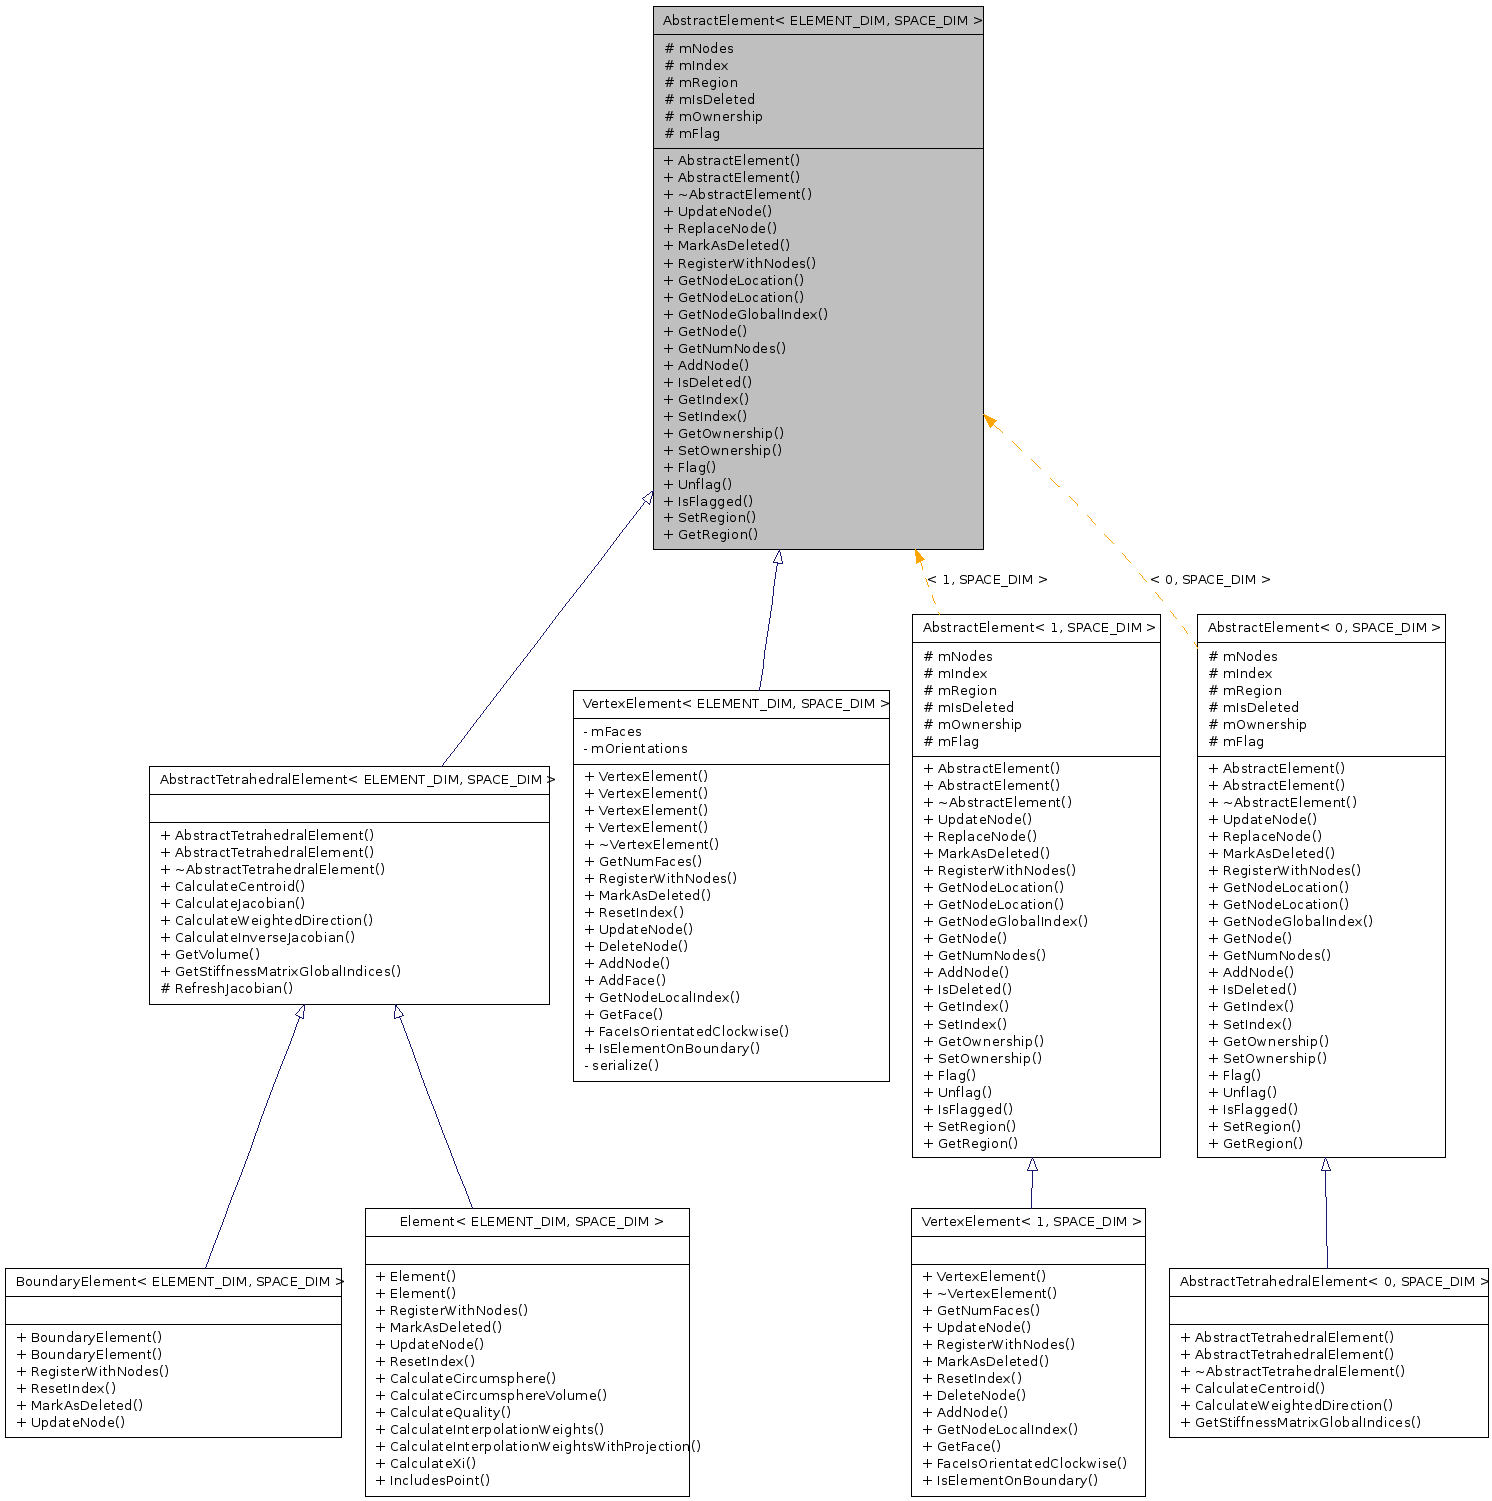 AbstractElement< ELEMENT_DIM, SPACE_DIM >
# mNodes
# mIndex
# mRegion
# mIsDeleted
# mOwnership
# mFlag
+ AbstractElement()
+ AbstractElement()
+ ~AbstractElement()
+ UpdateNode()
+ ReplaceNode()
+ MarkAsDeleted()
+ RegisterWithNodes()
+ GetNodeLocation()
+ GetNodeLocation()
+ GetNodeGlobalIndex()
+ GetNode()
+ GetNumNodes()
+ AddNode()
+ IsDeleted()
+ GetIndex()
+ SetIndex()
+ GetOwnership()
+ SetOwnership()
+ Flag()
+ Unflag()
+ IsFlagged()
+ SetRegion()
+ GetRegion()
< 1, SPACE_DIM >
< 0, SPACE_DIM >
AbstractTetrahedralElement< ELEMENT_DIM, SPACE_DIM >
+ AbstractTetrahedralElement()
+ AbstractTetrahedralElement()
+ ~AbstractTetrahedralElement()
+ CalculateCentroid()
+ CalculateJacobian()
+ CalculateWeightedDirection()
+ CalculateInverseJacobian()
+ GetVolume()
+ GetStiffnessMatrixGlobalIndices()
# RefreshJacobian()
VertexElement< ELEMENT_DIM, SPACE_DIM >
- mFaces
- mOrientations
+ VertexElement()
+ VertexElement()
+ VertexElement()
+ VertexElement()
+ ~VertexElement()
+ GetNumFaces()
+ RegisterWithNodes()
+ MarkAsDeleted()
+ ResetIndex()
+ UpdateNode()
+ DeleteNode()
+ AddNode()
+ AddFace()
+ GetNodeLocalIndex()
+ GetFace()
+ FaceIsOrientatedClockwise()
+ IsElementOnBoundary()
- serialize()
AbstractElement< 1, SPACE_DIM >
# mNodes
# mIndex
# mRegion
# mIsDeleted
# mOwnership
# mFlag
+ AbstractElement()
+ AbstractElement()
+ ~AbstractElement()
+ UpdateNode()
+ ReplaceNode()
+ MarkAsDeleted()
+ RegisterWithNodes()
+ GetNodeLocation()
+ GetNodeLocation()
+ GetNodeGlobalIndex()
+ GetNode()
+ GetNumNodes()
+ AddNode()
+ IsDeleted()
+ GetIndex()
+ SetIndex()
+ GetOwnership()
+ SetOwnership()
+ Flag()
+ Unflag()
+ IsFlagged()
+ SetRegion()
+ GetRegion()
AbstractElement< 0, SPACE_DIM >
# mNodes
# mIndex
# mRegion
# mIsDeleted
# mOwnership
# mFlag
+ AbstractElement()
+ AbstractElement()
+ ~AbstractElement()
+ UpdateNode()
+ ReplaceNode()
+ MarkAsDeleted()
+ RegisterWithNodes()
+ GetNodeLocation()
+ GetNodeLocation()
+ GetNodeGlobalIndex()
+ GetNode()
+ GetNumNodes()
+ AddNode()
+ IsDeleted()
+ GetIndex()
+ SetIndex()
+ GetOwnership()
+ SetOwnership()
+ Flag()
+ Unflag()
+ IsFlagged()
+ SetRegion()
+ GetRegion()
BoundaryElement< ELEMENT_DIM, SPACE_DIM >
+ BoundaryElement()
+ BoundaryElement()
+ RegisterWithNodes()
+ ResetIndex()
+ MarkAsDeleted()
+ UpdateNode()
Element< ELEMENT_DIM, SPACE_DIM >
+ Element()
+ Element()
+ RegisterWithNodes()
+ MarkAsDeleted()
+ UpdateNode()
+ ResetIndex()
+ CalculateCircumsphere()
+ CalculateCircumsphereVolume()
+ CalculateQuality()
+ CalculateInterpolationWeights()
+ CalculateInterpolationWeightsWithProjection()
+ CalculateXi()
+ IncludesPoint()
VertexElement< 1, SPACE_DIM >
+ VertexElement()
+ ~VertexElement()
+ GetNumFaces()
+ UpdateNode()
+ RegisterWithNodes()
+ MarkAsDeleted()
+ ResetIndex()
+ DeleteNode()
+ AddNode()
+ GetNodeLocalIndex()
+ GetFace()
+ FaceIsOrientatedClockwise()
+ IsElementOnBoundary()
AbstractTetrahedralElement< 0, SPACE_DIM >
+ AbstractTetrahedralElement()
+ AbstractTetrahedralElement()
+ ~AbstractTetrahedralElement()
+ CalculateCentroid()
+ CalculateWeightedDirection()
+ GetStiffnessMatrixGlobalIndices()